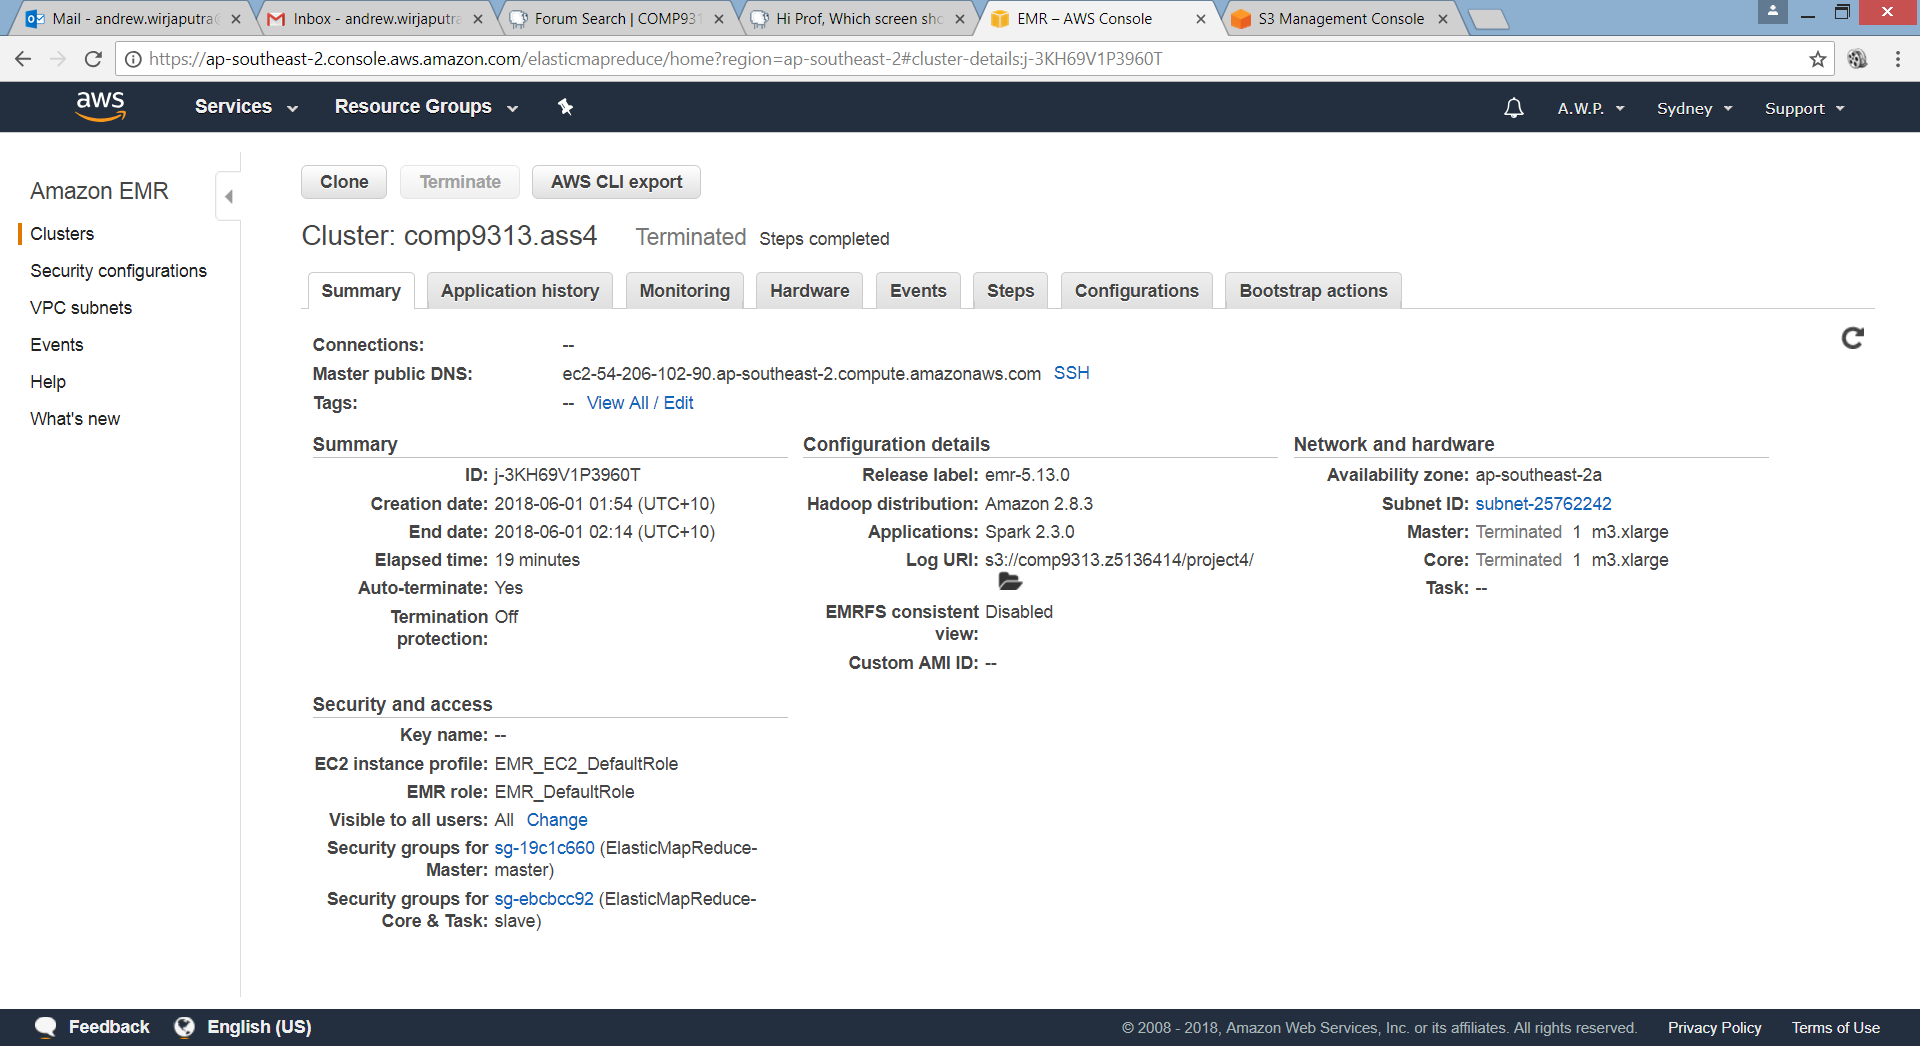 Mail - andrew.wirjaputra
Inbox - andrew.wirjaputra
Forum Search | COMP931
Hi Prof, Which screen sho
EMR – AWS Console
S3 Management Console
https://ap-southeast-2.console.aws.amazon.com/elasticmapreduce/home?region=ap-southeast-2#cluster-details:j-3KH69V1P3960T
aws Services Resource Groups A.W.P. Sydney Support
Amazon EMR
Clusters
Security configurations
VPC subnets
Events
Help
What's new
Clone Terminate AWS CLI export
Cluster: comp9313.ass4 Terminated Steps completed
Summary Application history Monitoring Hardware Events Steps Configurations Bootstrap actions
Connections: --
Master public DNS: ec2-54-206-102-90.ap-southeast-2.compute.amazonaws.com SSH
Tags: -- View All / Edit
Summary
ID: j-3KH69V1P3960T
Creation date: 2018-06-01 01:54 (UTC+10)
End date: 2018-06-01 02:14 (UTC+10)
Elapsed time: 19 minutes
Auto-terminate: Yes
Termination Off
protection:
Configuration details
Release label: emr-5.13.0
Hadoop distribution: Amazon 2.8.3
Applications: Spark 2.3.0
Log URI: s3://comp9313.z5136414/project4/
EMRFS consistent Disabled
view:
Custom AMI ID: --
Network and hardware
Availability zone: ap-southeast-2a
Subnet ID: subnet-25762242
Master: Terminated 1 m3.xlarge
Core: Terminated 1 m3.xlarge
Task: --
Security and access
Key name: --
EC2 instance profile: EMR_EC2_DefaultRole
EMR role: EMR_DefaultRole
Visible to all users: All Change
Security groups for sg-19c1c660 (ElasticMapReduce-
Master: master)
Security groups for sg-ebcbcc92 (ElasticMapReduce-
Core & Task: slave)
Feedback English (US) © 2008 - 2018, Amazon Web Services, Inc. or its affiliates. All rights reserved. Privacy Policy Terms of Use